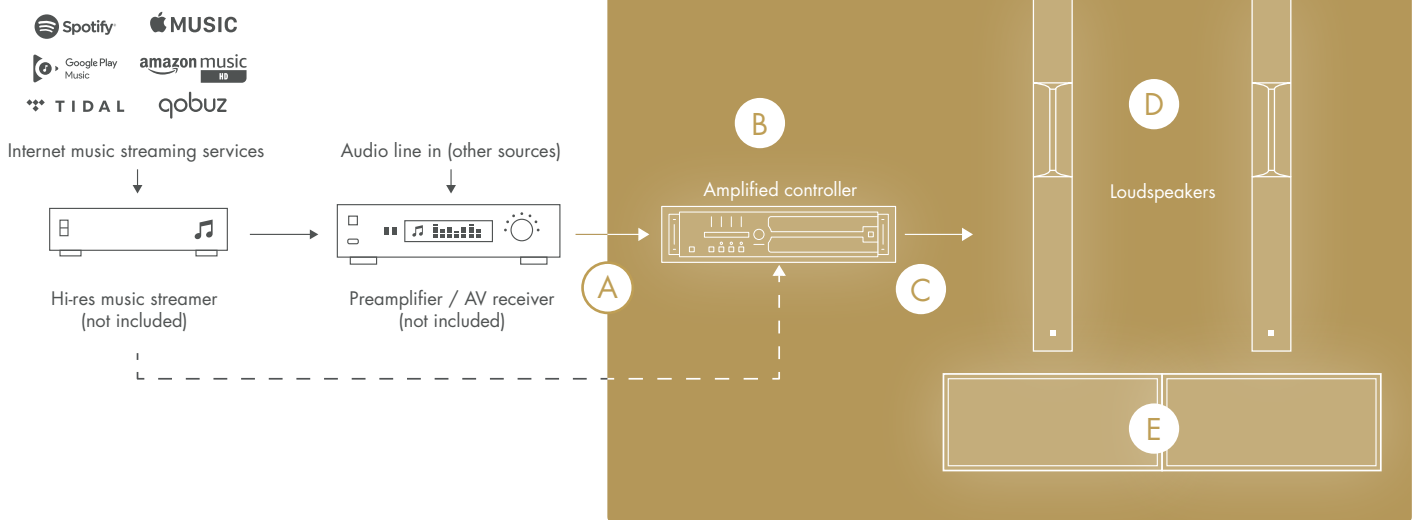 Spotify
MUSIC
Google Play
Music
amazon music
HD
TIDAL
qobuz
Internet music streaming services
Audio line in (other sources)
Hi-res music streamer
(not included)
Preamplifier / AV receiver
(not included)
A
B
Amplified controller
C
D
Loudspeakers
E